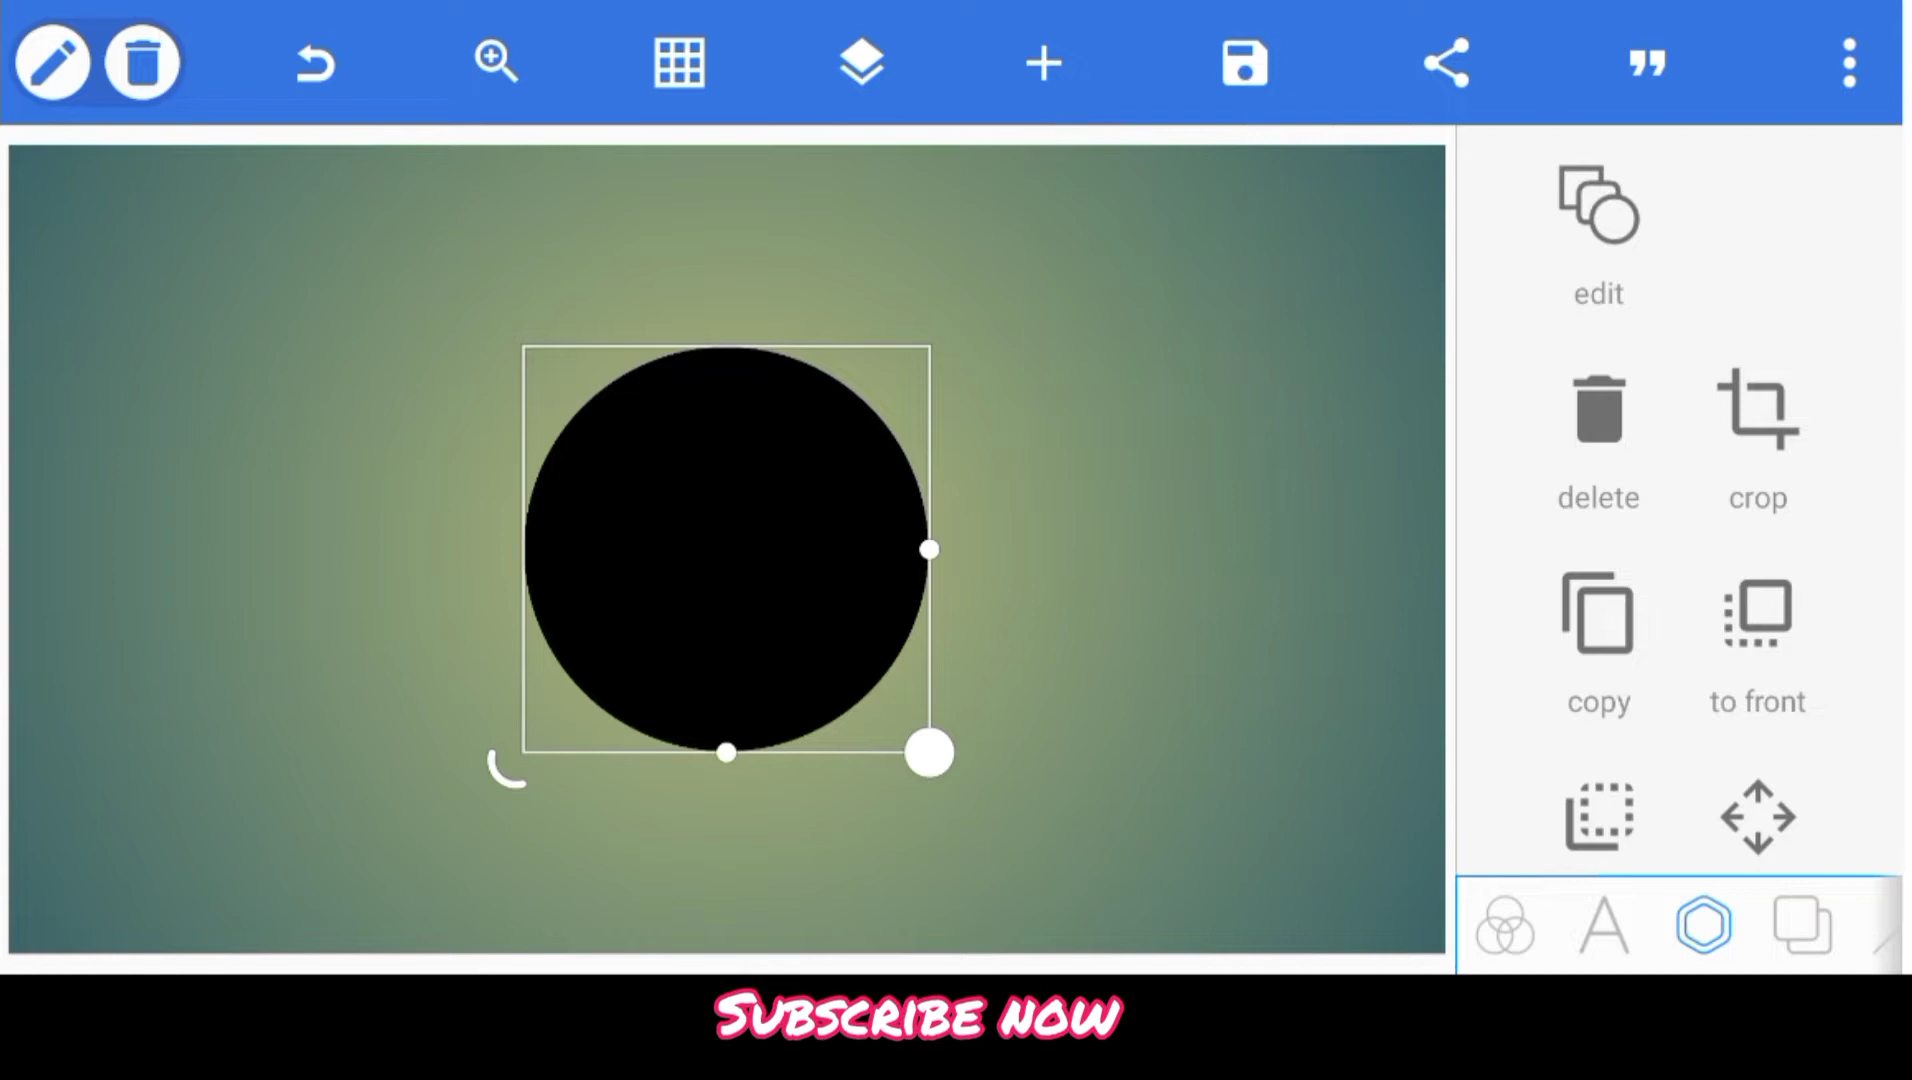 edit
delete
crop
copy
to front
Subscribe now